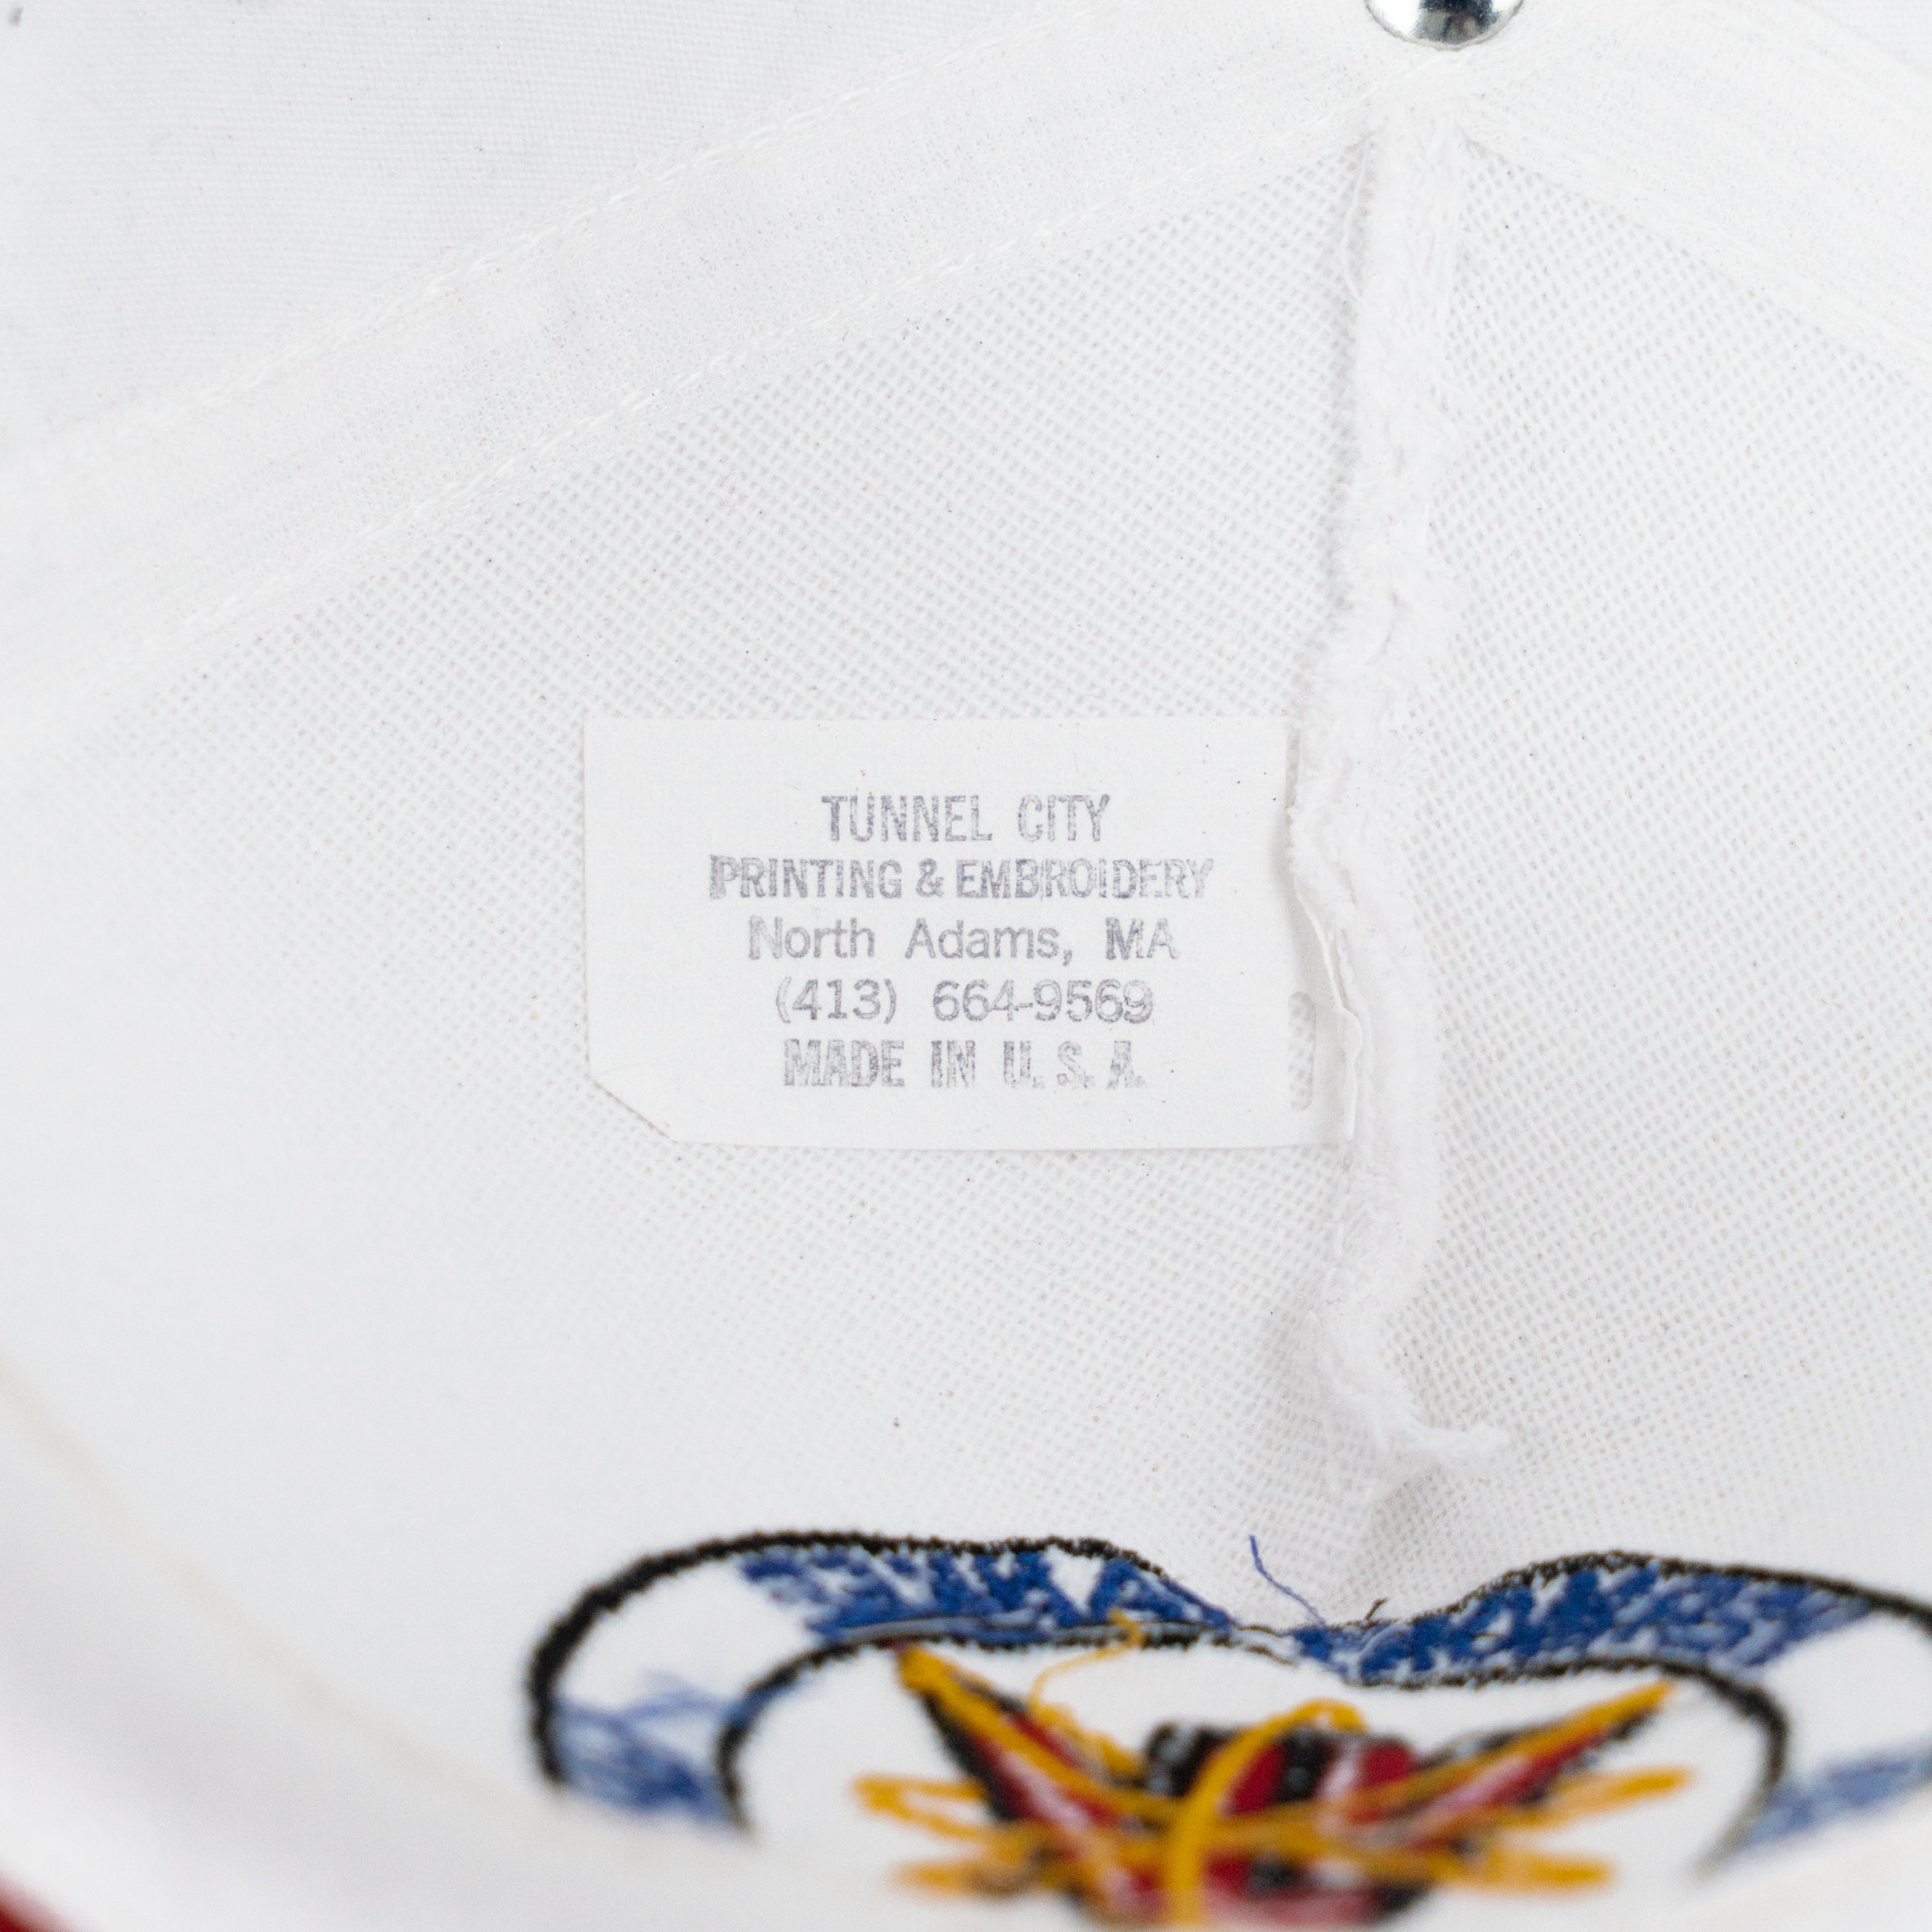 TUNNEL CITY
PRINTING & EMBROIDERY
North Adams, MA
(413) 664-9569
MADE IN U.S.A.